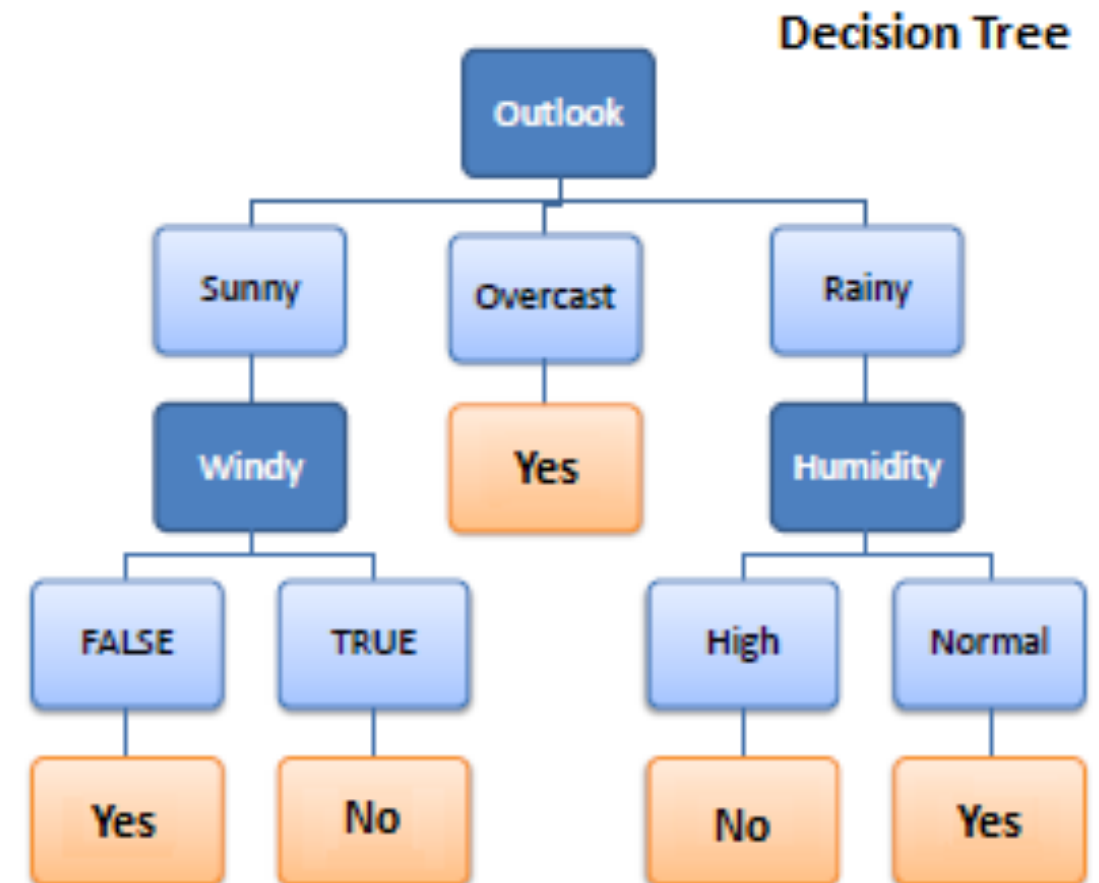 Decision Tree
Outlook
Sunny
Overcast
Rainy
Windy
Yes
Humidity
FALSE
TRUE
High
Normal
Yes
No
No
Yes